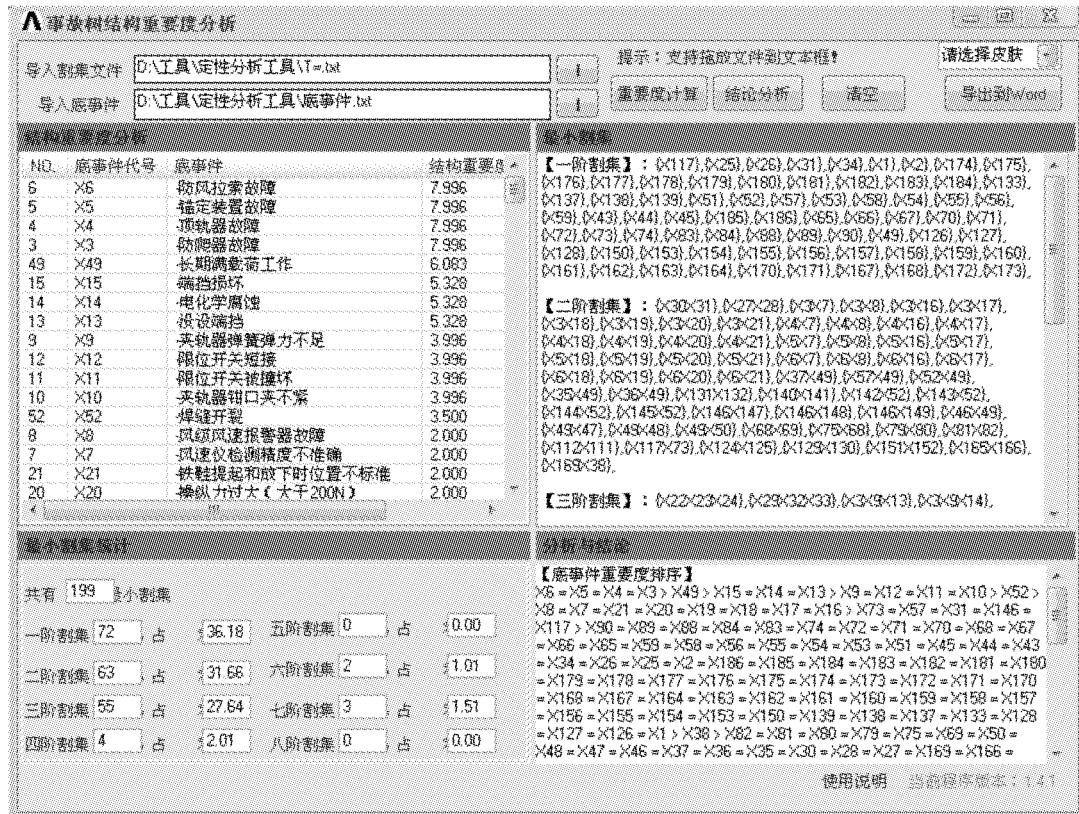 事故树结构重要度分析
导入割集文件 D:\工具\定性分析工具\T=.txt
提示：支持拖放文件到文本框!
请选择皮肤
导入底事件 D:\工具\定性分析工具\底事件.txt
重要度计算 结论分析 清空 导出到Word
结构重要度分析
NO. 底事件代号 底事件 结构重要度
6 X6 -防风拉索故障 7.996
5 X5 -锚定装置故障 7.996
4 X4 -顶轨器故障 7.996
3 X3 -防爬器故障 7.996
49 X49 -长期满载荷工作 6.083
15 X15 -端挡损坏 5.328
14 X14 -电化学腐蚀 5.328
13 X13 -没设端挡 5.328
9 X9 -夹轨器弹簧弹力不足 3.996
12 X12 -限位开关短接 3.996
11 X11 -限位开关被撞坏 3.996
10 X10 -夹轨器钳口夹不紧 3.996
52 X52 -焊缝开裂 3.500
8 X8 -风级风速报警器故障 2.000
7 X7 -风速仪检测精度不准确 2.000
21 X21 -铁鞋提起和放下时位置不标准 2.000
20 X20 -操纵力过大(大于200N) 2.000
最小割集
【一阶割集】: {X117},{X25},{X26},{X31},{X34},{X1},{X2},{X174},{X175},
{X176},{X177},{X178},{X179},{X180},{X181},{X182},{X183},{X184},{X133},
{X137},{X138},{X139},{X51},{X52},{X57},{X53},{X58},{X54},{X55},{X56},
{X59},{X43},{X44},{X45},{X185},{X186},{X65},{X66},{X67},{X70},{X71},
{X72},{X73},{X74},{X83},{X84},{X88},{X89},{X90},{X49},{X126},{X127},
{X128},{X150},{X153},{X154},{X155},{X156},{X157},{X158},{X159},{X160},
{X161},{X162},{X163},{X164},{X170},{X171},{X167},{X168},{X172},{X173},
【二阶割集】: {X30X31},{X27X28},{X3X7},{X3X8},{X3X16},{X3X17},
{X3X18},{X3X19},{X3X20},{X3X21},{X4X7},{X4X8},{X4X16},{X4X17},
{X4X18},{X4X19},{X4X20},{X4X21},{X5X7},{X5X8},{X5X16},{X5X17},
{X5X18},{X5X19},{X5X20},{X5X21},{X6X7},{X6X8},{X6X16},{X6X17},
{X6X18},{X6X19},{X6X20},{X6X21},{X37X49},{X57X49},{X52X49},
{X35X49},{X36X49},{X131X132},{X140X141},{X142X52},{X143X52},
{X144X52},{X145X52},{X146X147},{X146X148},{X146X149},{X46X49},
{X49X47},{X49X48},{X49X50},{X68X69},{X75X68},{X79X80},{X81X82},
{X112X111},{X117X73},{X124X125},{X129X130},{X151X152},{X165X166},
{X169X38},
【三阶割集】: {X22X23X24},{X29X32X33},{X3X9X13},{X3X9X14},
最小割集统计
共有 199 最小割集
一阶割集 72 , 占 : 36.18 五阶割集 0 , 占 : 0.00
二阶割集 63 , 占 : 31.66 六阶割集 2 , 占 : 1.01
三阶割集 55 , 占 : 27.64 七阶割集 3 , 占 : 1.51
四阶割集 4 , 占 : 2.01 八阶割集 0 , 占 : 0.00
分析与结论
【底事件重要度排序】
X6 = X5 = X4 = X3 > X49 > X15 = X14 = X13 > X9 = X12 = X11 = X10 > X52 >
X8 = X7 = X21 = X20 = X19 = X18 = X17 = X16 > X73 = X57 = X31 = X146 =
X117 > X90 = X89 = X88 = X84 = X83 = X74 = X72 = X71 = X70 = X68 = X67
= X66 = X65 = X59 = X58 = X56 = X55 = X54 = X53 = X51 = X45 = X44 = X43
= X34 = X26 = X25 = X2 = X186 = X185 = X184 = X183 = X182 = X181 = X180
= X179 = X178 = X177 = X176 = X175 = X174 = X173 = X172 = X171 = X170
= X168 = X167 = X164 = X163 = X162 = X161 = X160 = X159 = X158 = X157
= X156 = X155 = X154 = X153 = X150 = X139 = X138 = X137 = X133 = X128
= X127 = X126 = X1 > X38 > X82 = X81 = X80 = X79 = X75 = X69 = X50 =
X48 = X47 = X46 = X37 = X36 = X35 = X30 = X28 = X27 = X169 = X166 =
使用说明 当前程序版本：1.4.1